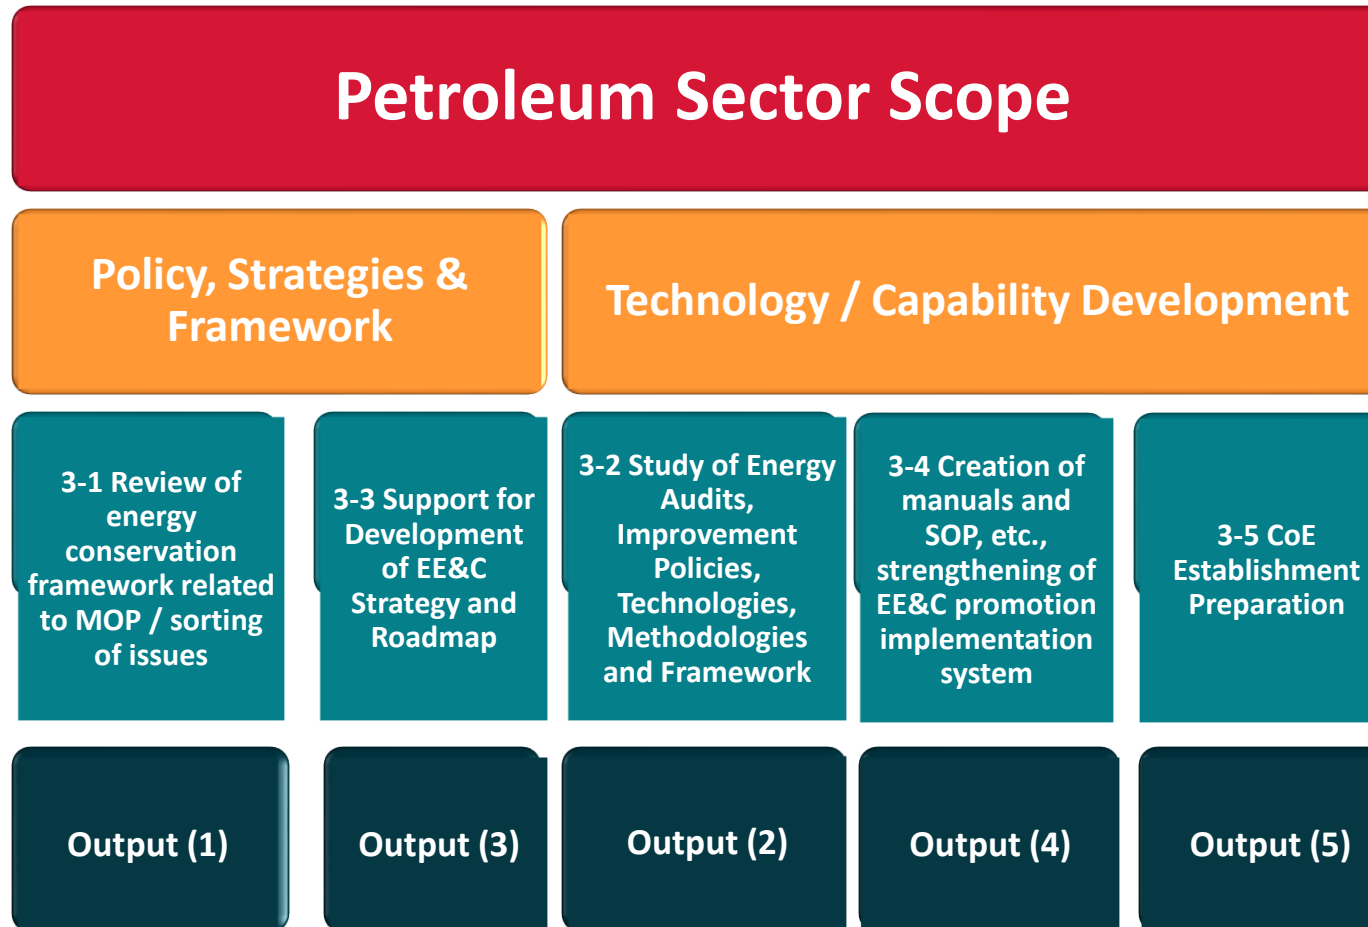 Petroleum Sector Scope
Policy, Strategies &
Framework
Technology / Capability Development
3-1 Review of
energy
conservation
framework related
to MOP / sorting
of issues
3-3 Support for
Development
of EE&C
Strategy and
Roadmap
3-2 Study of Energy
Audits,
Improvement
Policies,
Technologies,
Methodologies
and Framework
3-4 Creation of
manuals and
SOP, etc.,
strengthening of
EE&C promotion
implementation
system
3-5 CoE
Establishment
Preparation
Output (1)
Output (3)
Output (2)
Output (4)
Output (5)